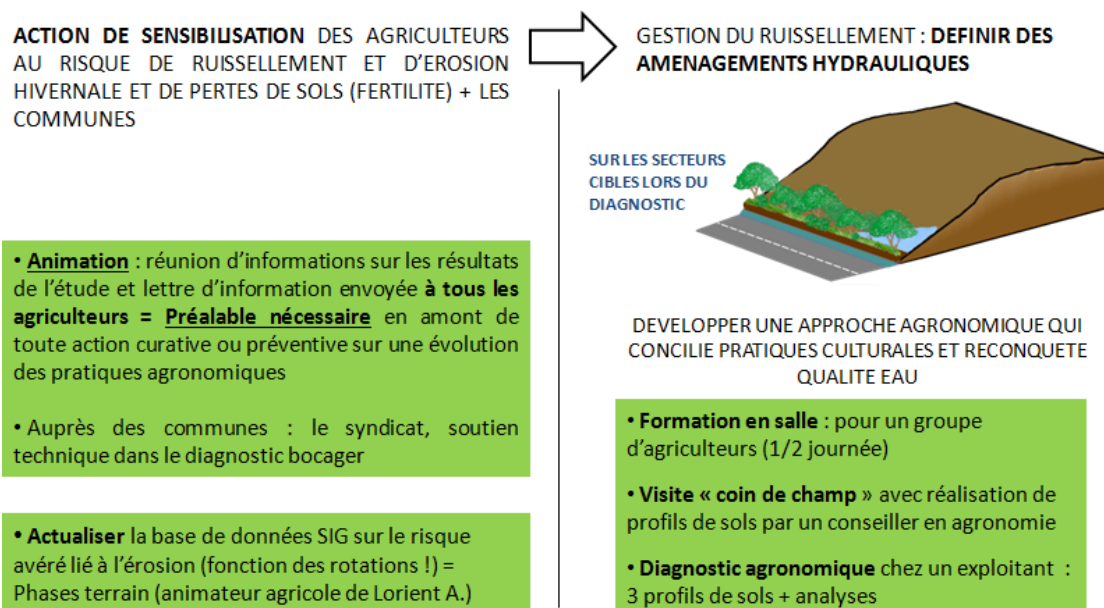 ACTION DE SENSIBILISATION DES AGRICULTEURS
AU RISQUE DE RUISSELLEMENT ET D'EROSION
HIVERNALE ET DE PERTES DE SOLS (FERTILITE) + LES
COMMUNES
• Animation : réunion d'informations sur les résultats
de l'étude et lettre d'information envoyée à tous les
agriculteurs = Préalable nécessaire en amont de
toute action curative ou préventive sur une évolution
des pratiques agronomiques
• Auprès des communes : le syndicat, soutien
technique dans le diagnostic bocager
• Actualiser la base de données SIG sur le risque
avéré lié à l'érosion (fonction des rotations !) =
Phases terrain (animateur agricole de Lorient A.)
GESTION DU RUISSELLEMENT : DEFINIR DES
AMENAGEMENTS HYDRAULIQUES
SUR LES SECTEURS
CIBLES LORS DU
DIAGNOSTIC
DEVELOPPER UNE APPROCHE AGRONOMIQUE QUI
CONCILIE PRATIQUES CULTURALES ET RECONQUETE
QUALITE EAU
• Formation en salle : pour un groupe
d'agriculteurs (1/2 journée)
• Visite « coin de champ » avec réalisation de
profils de sols par un conseiller en agronomie
• Diagnostic agronomique chez un exploitant :
3 profils de sols + analyses